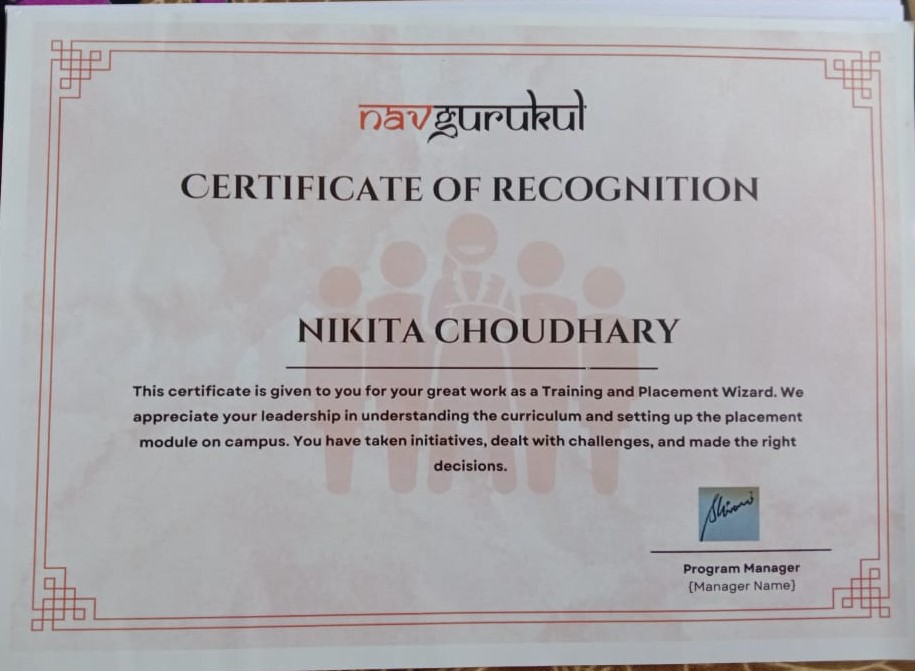 navgurukul
CERTIFICATE OF RECOGNITION
NIKITA CHOUDHARY
This certificate is given to you for your great work as a Training and Placement Wizard. We
appreciate your leadership in understanding the curriculum and setting up the placement
module on campus. You have taken initiatives, dealt with challenges, and made the right
decisions.
Program Manager
{Manager Name}